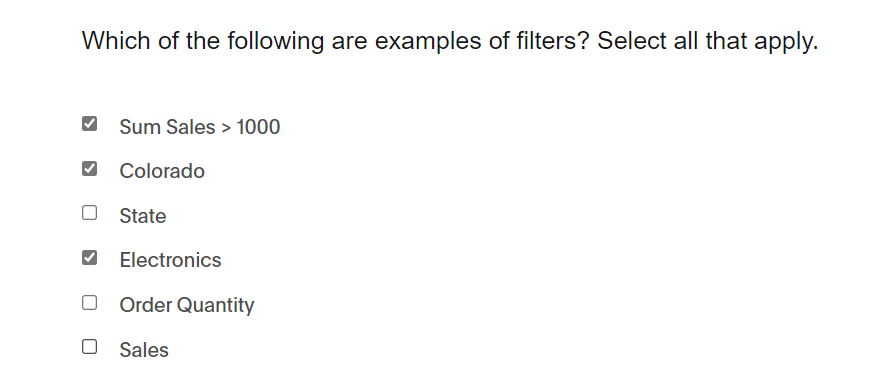 Which of the following are examples of filters? Select all that apply.
Sum Sales > 1000
Colorado
State
Electronics
Order Quantity
Sales